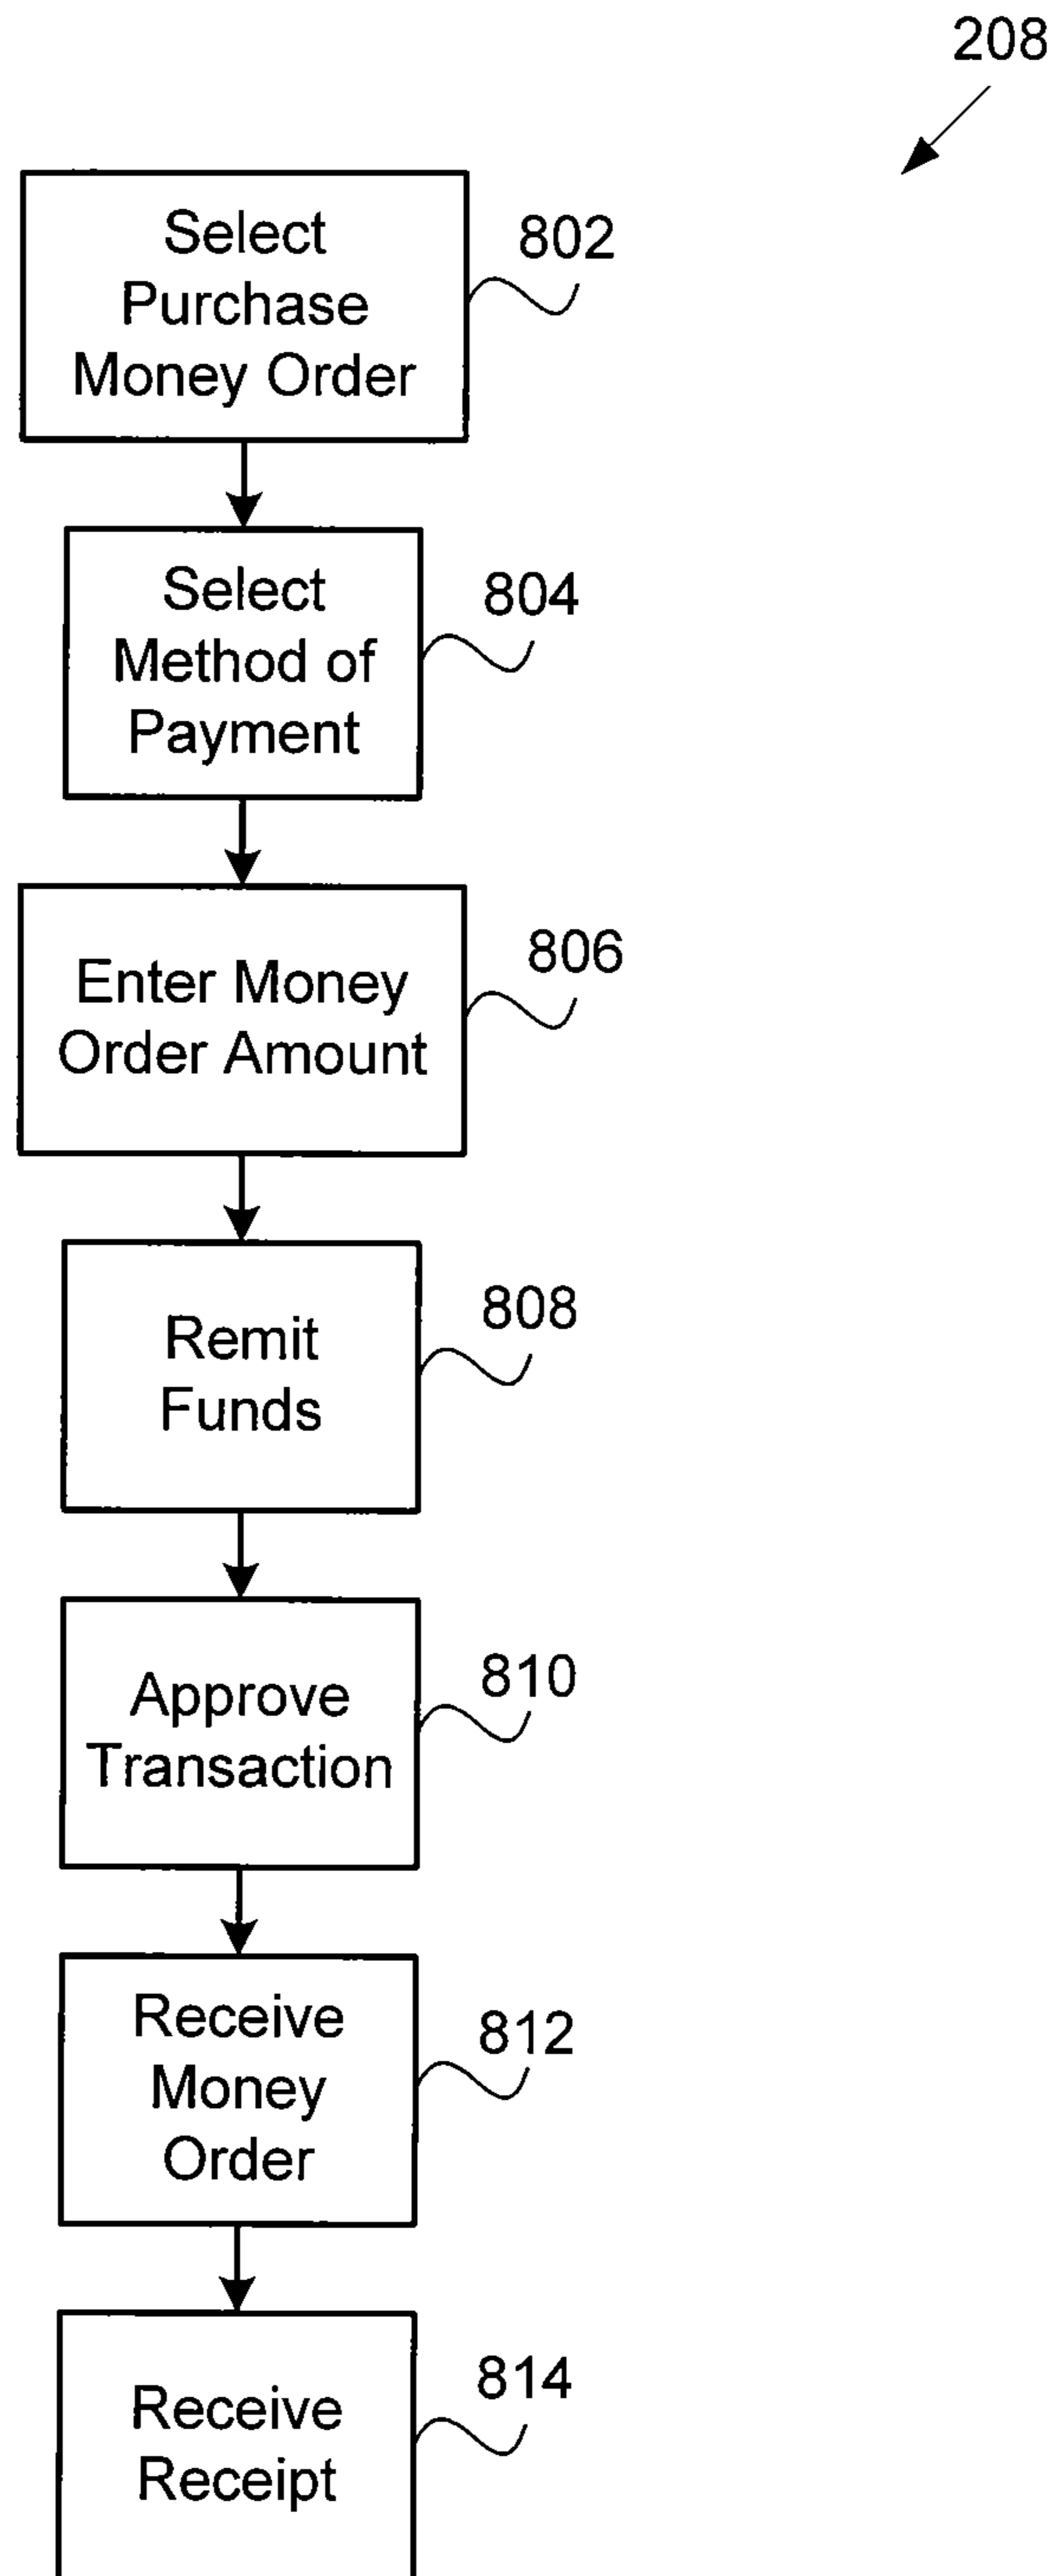 208
Select
Purchase
Money Order
802
Select
Method of
Payment
804
Enter Money
Order Amount
806
Remit
Funds
808
Approve
Transaction
810
Receive
Money
Order
812
Receive
Receipt
814